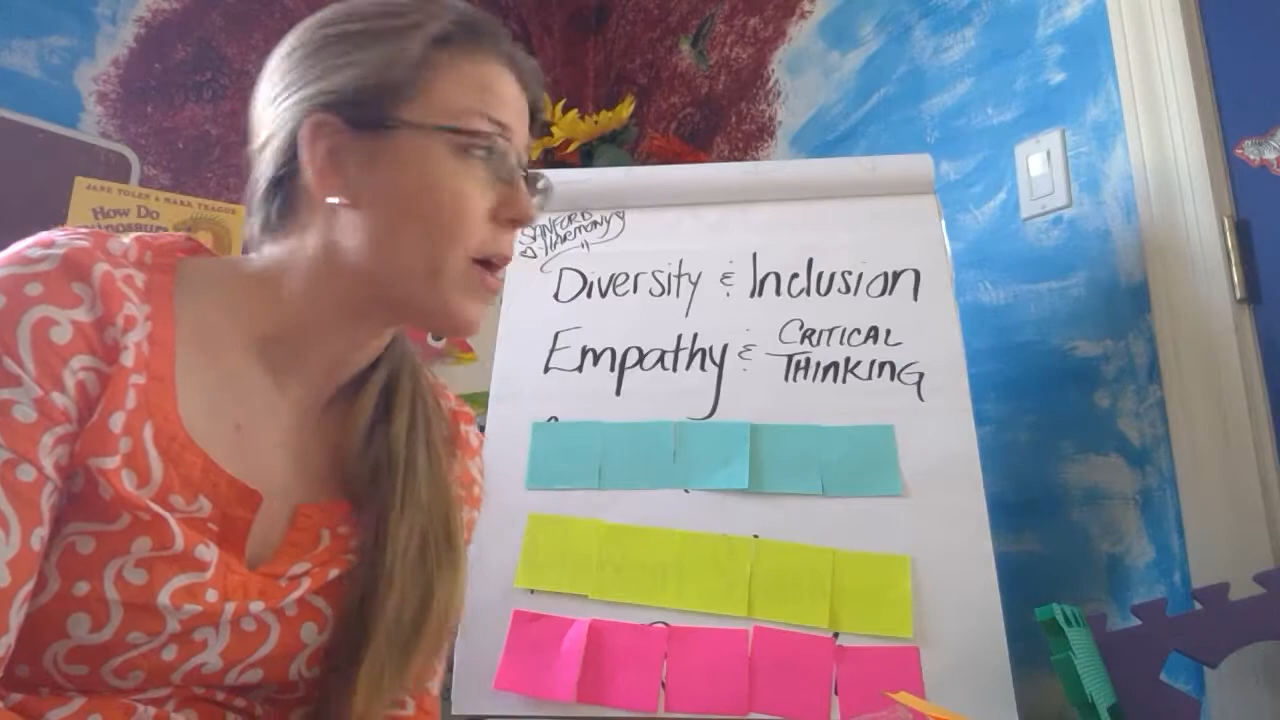 JANE YOLEN & MARK TEAGUE
How Do
SANFORD
HARMONY
Diversity & Inclusion
Empathy & CRITICAL
THINKING